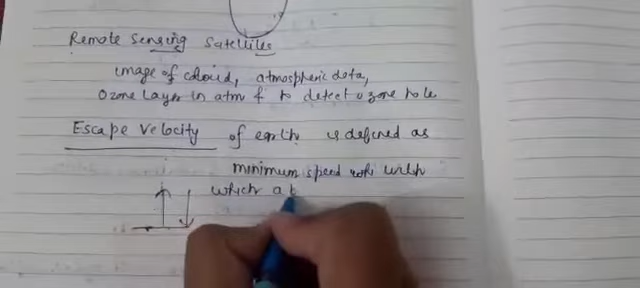 Remote Sensing Satellites
image of cloud, atmospheric data,
Ozone Layer in atm & to detect ozone hole
Escape Velocity of earth is defined as
minimum speed with
which a b